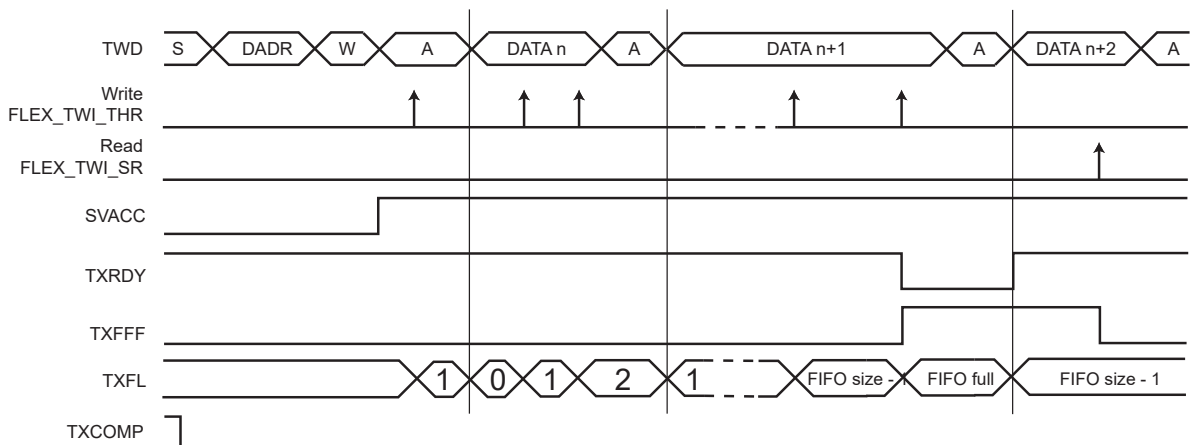 TWD S DADR W A DATA n A DATA n+1 A DATA n+2 A
Write
FLEX_TWI_THR
Read
FLEX_TWI_SR
SVACC
TXRDY
TXFFF
TXFL 1 0 1 2 1 FIFO size - 1 FIFO full FIFO size - 1
TXCOMP